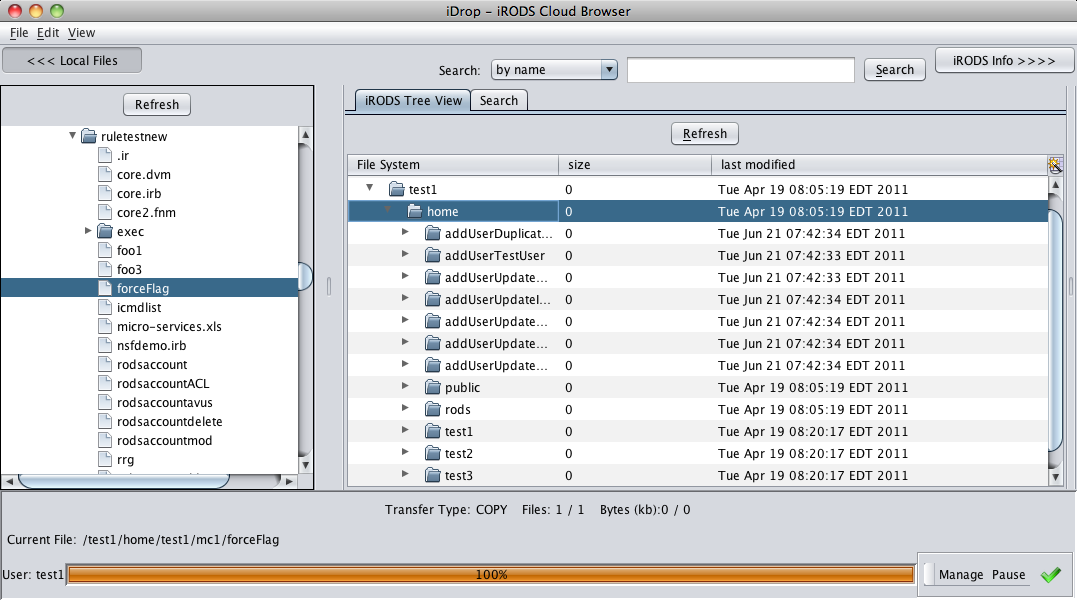 iDrop – iRODS Cloud Browser
File Edit View
<<< Local Files
Search: by name Search iRODS Info >>>>
Refresh
ruletestnew
.ir
core.dvm
core.irb
core2.fnm
exec
foo1
foo3
forceFlag
icmdlist
micro-services.xls
nsfdemo.irb
rodsaccount
rodsaccountACL
rodsaccountavus
rodsaccountdelete
rodsaccountmod
rrg
iRODS Tree View Search
Refresh
File System size last modified
test1 0 Tue Apr 19 08:05:19 EDT 2011
home 0 Tue Apr 19 08:05:19 EDT 2011
addUserDuplicat... 0 Tue Jun 21 07:42:34 EDT 2011
addUserTestUser 0 Tue Jun 21 07:42:33 EDT 2011
addUserUpdate... 0 Tue Jun 21 07:42:33 EDT 2011
addUserUpdateI... 0 Tue Jun 21 07:42:34 EDT 2011
addUserUpdate... 0 Tue Jun 21 07:42:34 EDT 2011
addUserUpdate... 0 Tue Jun 21 07:42:34 EDT 2011
addUserUpdate... 0 Tue Jun 21 07:42:34 EDT 2011
public 0 Tue Apr 19 08:05:19 EDT 2011
rods 0 Tue Apr 19 08:05:19 EDT 2011
test1 0 Tue Apr 19 08:20:17 EDT 2011
test2 0 Tue Apr 19 08:20:17 EDT 2011
test3 0 Tue Apr 19 08:20:17 EDT 2011
Transfer Type: COPY Files: 1 / 1 Bytes (kb):0 / 0
Current File: /test1/home/test1/mc1/forceFlag
User: test1 100% Manage Pause